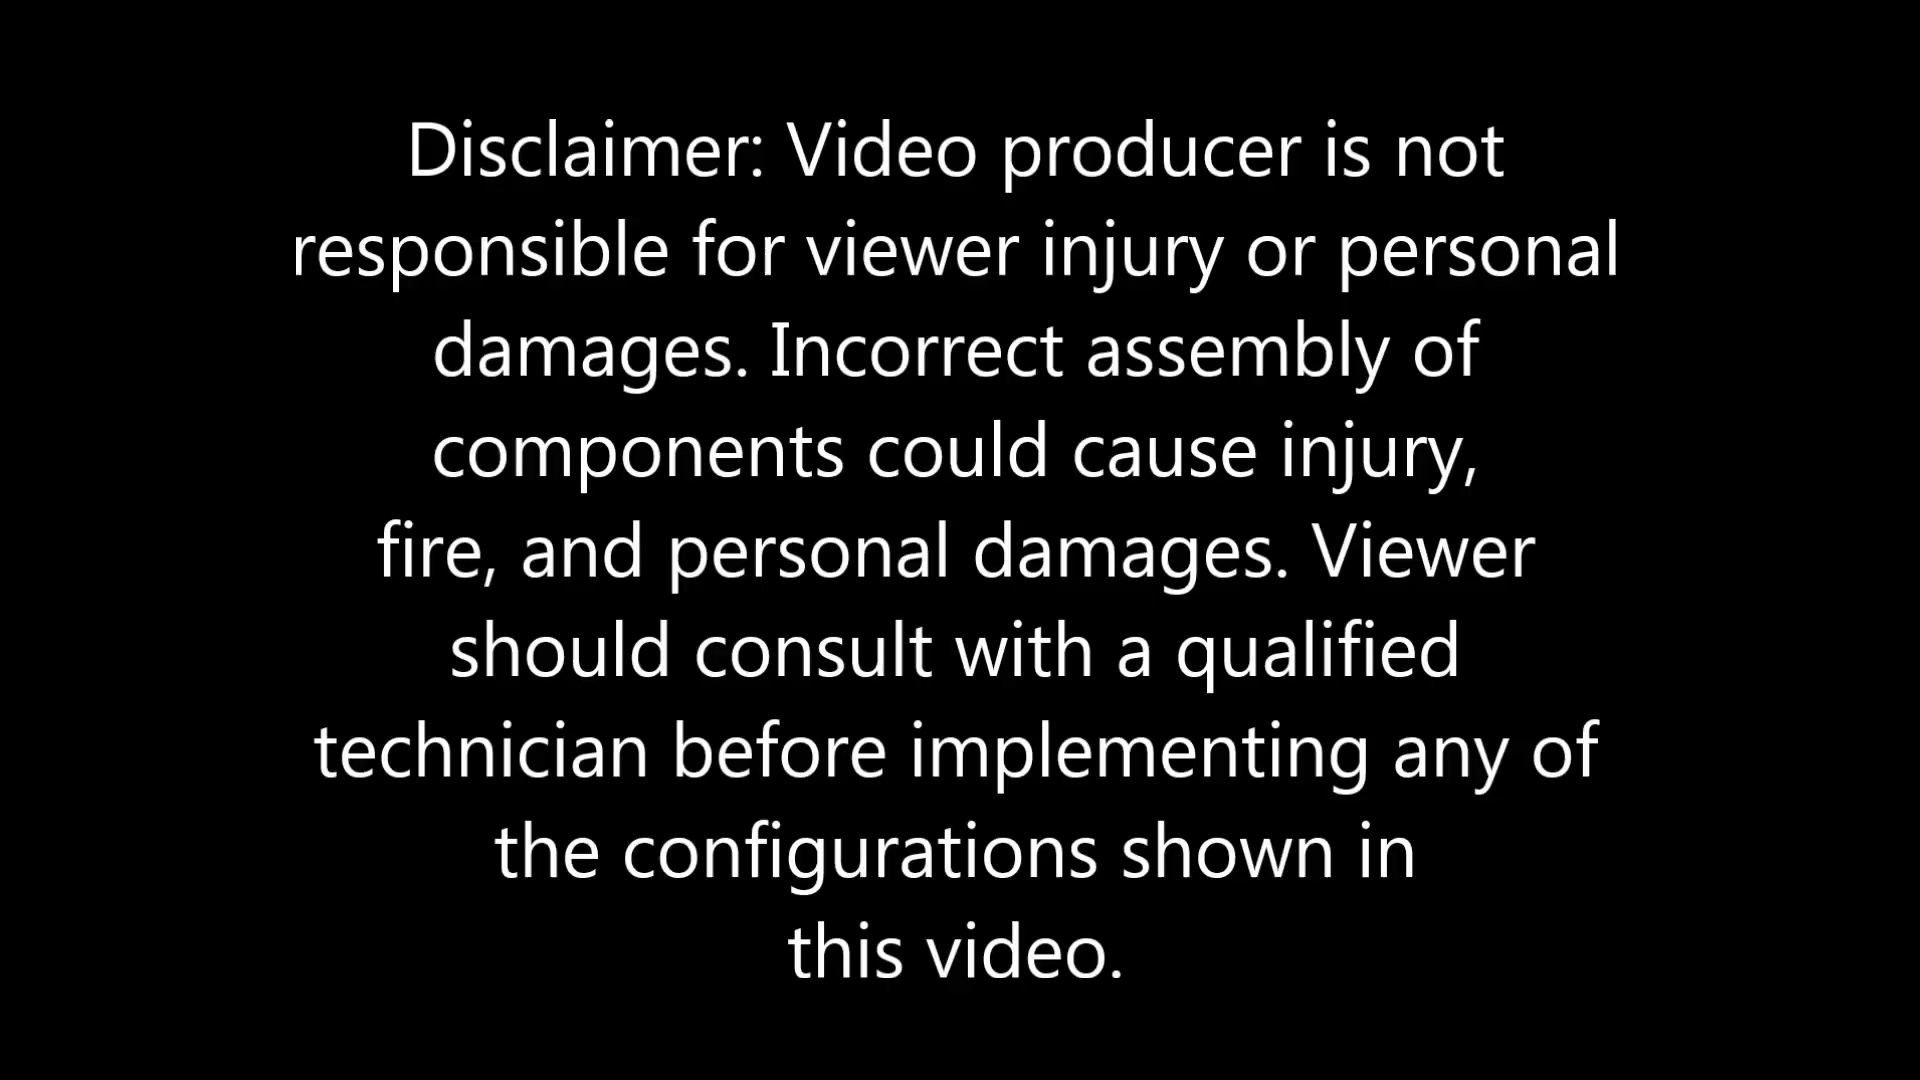 Disclaimer: Video producer is not
responsible for viewer injury or personal
damages. Incorrect assembly of
components could cause injury,
fire, and personal damages. Viewer
should consult with a qualified
technician before implementing any of
the configurations shown in
this video.